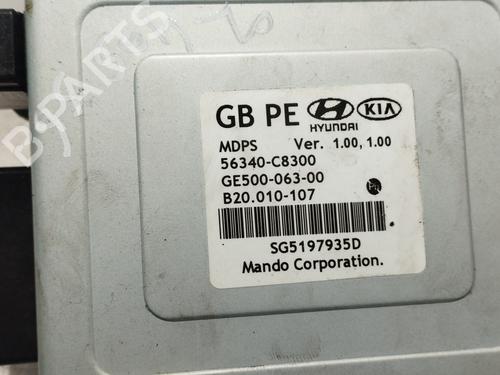 GB PE HYUNDAI KIA
MDPS Ver. 1.00, 1.00
56340-C8300
GE500-063-00
B20.010-107
SG5197935D
Mando Corporation.
B-PARTS